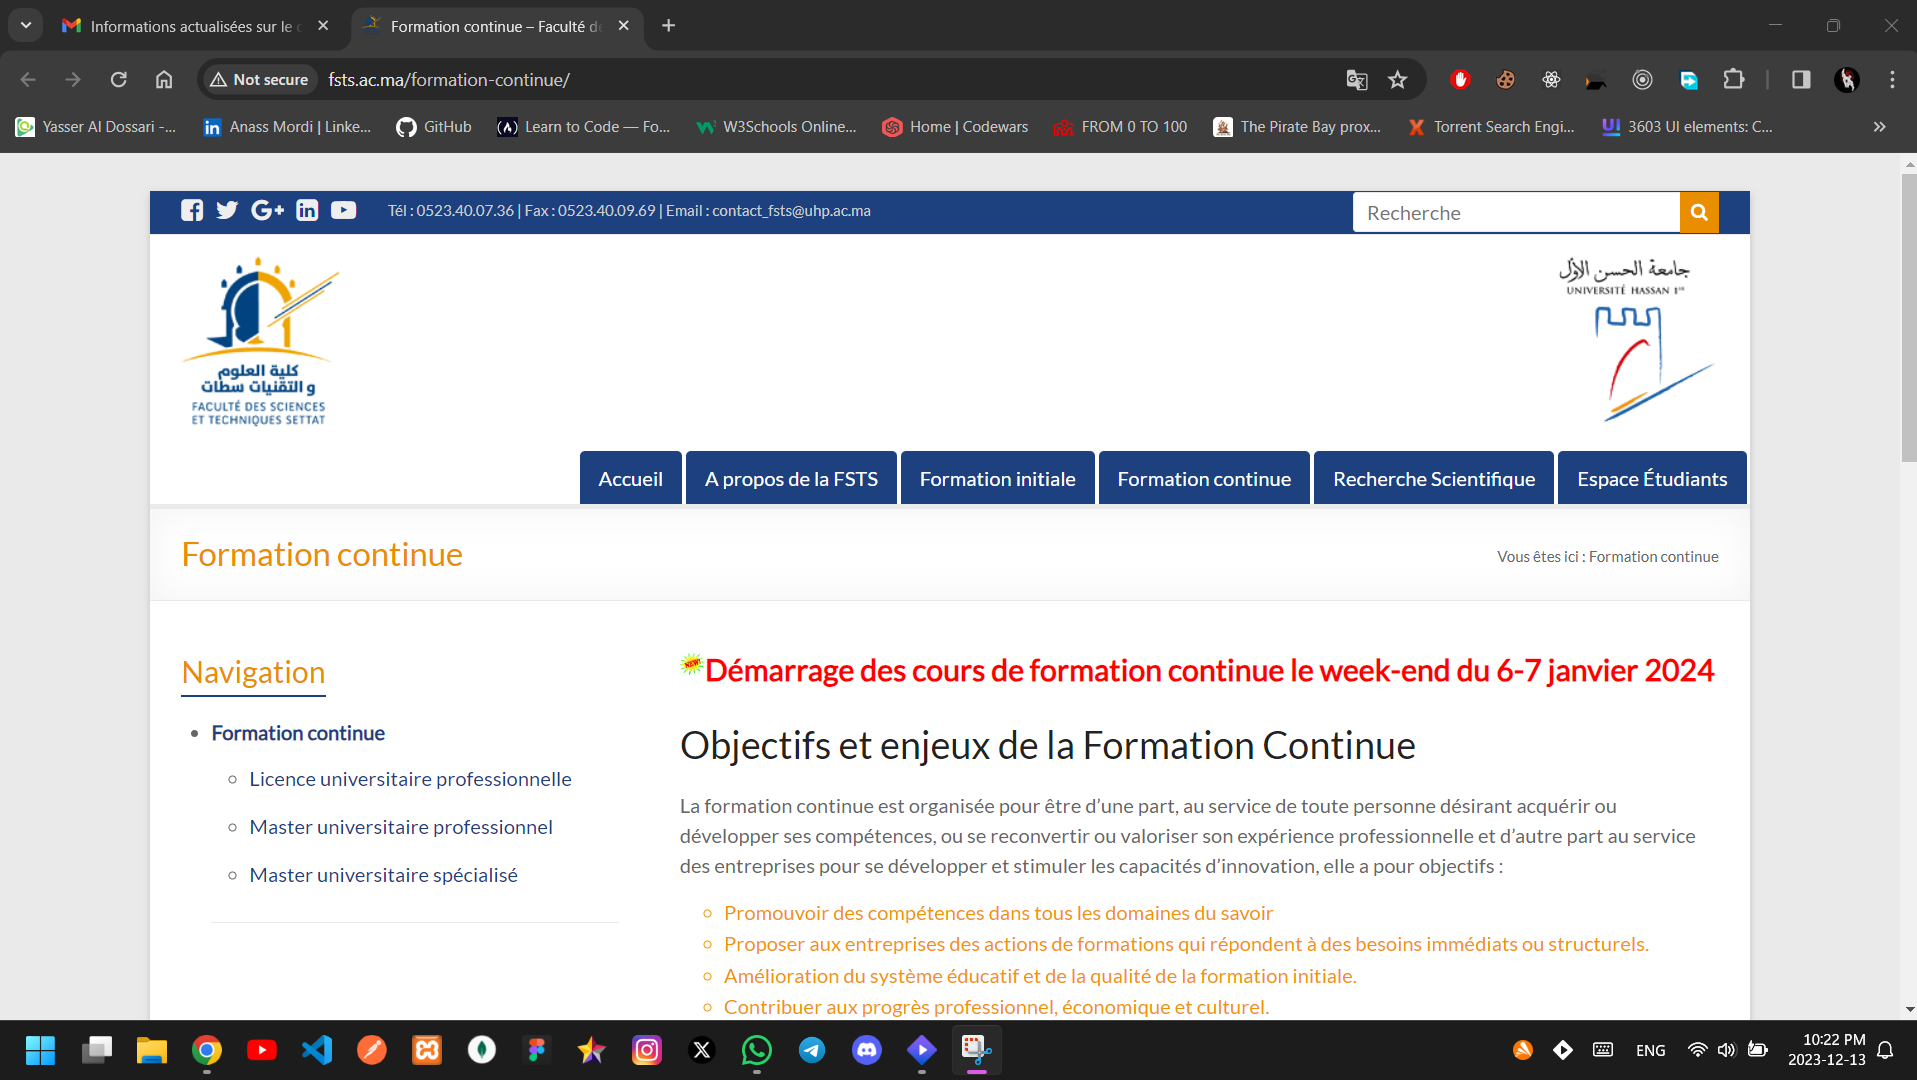 Informations actualisées sur le c
Formation continue – Faculté de
Not secure
fsts.ac.ma/formation-continue/
Yasser Al Dossari -...
Anass Mordi | Linke...
GitHub
Learn to Code — Fo...
W3Schools Online...
Home | Codewars
FROM 0 TO 100
The Pirate Bay prox...
Torrent Search Engi...
3603 UI elements: C...
Tél : 0523.40.07.36 | Fax : 0523.40.09.69 | Email : contact_fsts@uhp.ac.ma
Recherche
كلية العلوم
و التقنيات سطات
FACULTÉ DES SCIENCES
ET TECHNIQUES SETTAT
جامعة الحسن الأول
UNIVERSITÉ HASSAN 1er
Accueil
A propos de la FSTS
Formation initiale
Formation continue
Recherche Scientifique
Espace Étudiants
Formation continue
Vous êtes ici : Formation continue
Navigation
Formation continue
Licence universitaire professionnelle
Master universitaire professionnel
Master universitaire spécialisé
NEW!
Démarrage des cours de formation continue le week-end du 6-7 janvier 2024
Objectifs et enjeux de la Formation Continue
La formation continue est organisée pour être d’une part, au service de toute personne désirant acquérir ou
développer ses compétences, ou se reconvertir ou valoriser son expérience professionnelle et d’autre part au service
des entreprises pour se développer et stimuler les capacités d’innovation, elle a pour objectifs :
Promouvoir des compétences dans tous les domaines du savoir
Proposer aux entreprises des actions de formations qui répondent à des besoins immédiats ou structurels.
Amélioration du système éducatif et de la qualité de la formation initiale.
Contribuer aux progrès professionnel, économique et culturel.
ENG
10:22 PM
2023-12-13